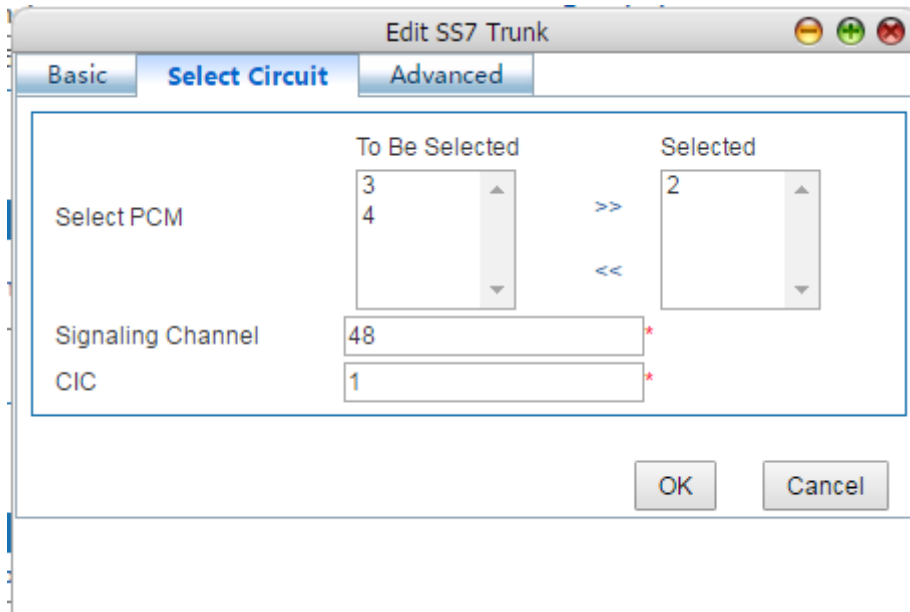 Edit SS7 Trunk
Basic Select Circuit Advanced
To Be Selected Selected
Select PCM
3
4
>>
<<
2
Signaling Channel 48 *
CIC 1 *
OK Cancel